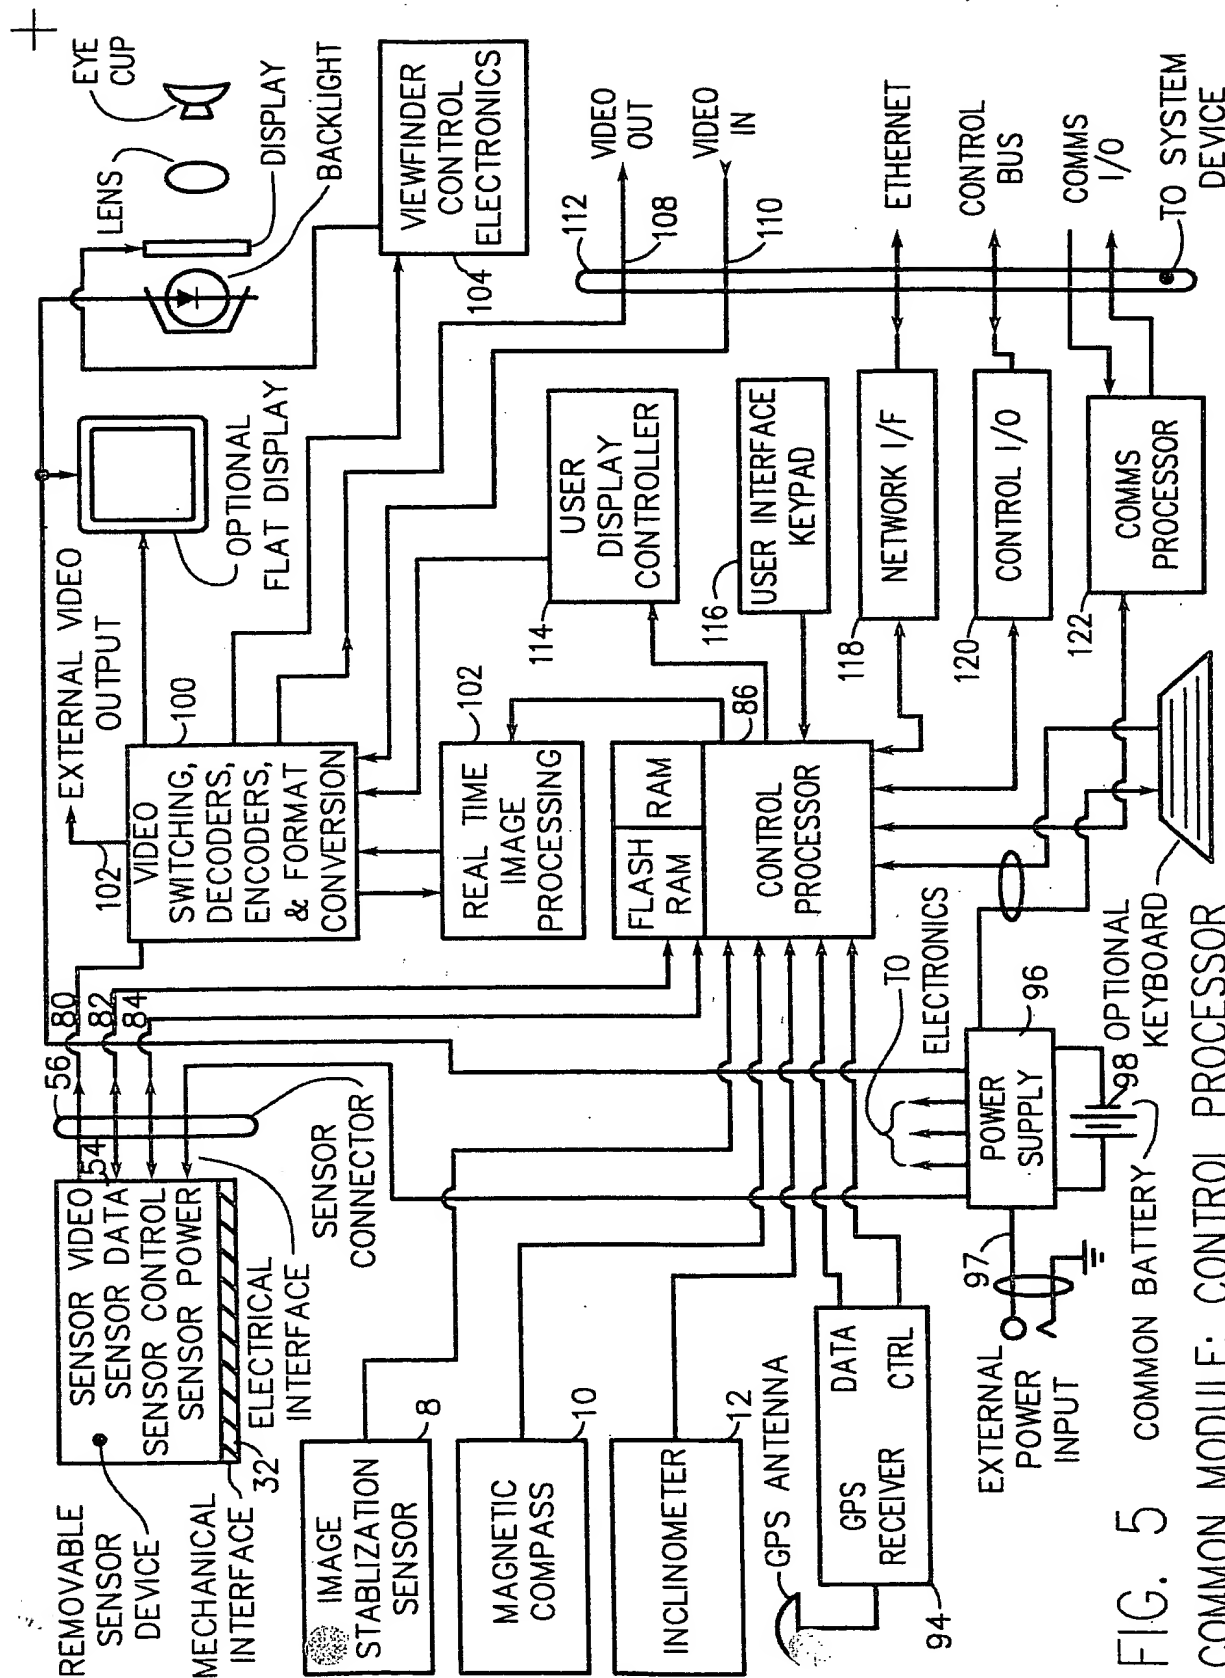 REMOVABLE
SENSOR
DEVICE
SENSOR VIDEO
SENSOR DATA
SENSOR CONTROL
SENSOR POWER
54
56
80
82
84
MECHANICAL
INTERFACE
32
ELECTRICAL
INTERFACE
SENSOR
CONNECTOR
102
EXTERNAL VIDEO
OUTPUT
100
VIDEO
SWITCHING,
DECODERS,
ENCODERS,
& FORMAT
CONVERSION
OPTIONAL
FLAT DISPLAY
LENS
EYE
CUP
DISPLAY
BACKLIGHT
VIEWFINDER
CONTROL
ELECTRONICS
104
IMAGE
STABLIZATION
SENSOR
8
MAGNETIC
COMPASS
10
INCLINOMETER
12
GPS ANTENNA
GPS
RECEIVER
DATA
CTRL
94
REAL TIME
IMAGE
PROCESSING
102
FLASH
RAM
RAM
86
CONTROL
PROCESSOR
114
USER
DISPLAY
CONTROLLER
116
USER INTERFACE
KEYPAD
118
NETWORK I/F
120
CONTROL I/O
122
COMMS
PROCESSOR
112
VIDEO
OUT
108
VIDEO
IN
110
ETHERNET
CONTROL
BUS
COMMS
I/O
TO SYSTEM
DEVICE
TO
ELECTRONICS
EXTERNAL
POWER
INPUT
97
POWER
SUPPLY
96
98
COMMON BATTERY
OPTIONAL
KEYBOARD
FIG. 5
COMMON MODULE: CONTROL PROCESSOR